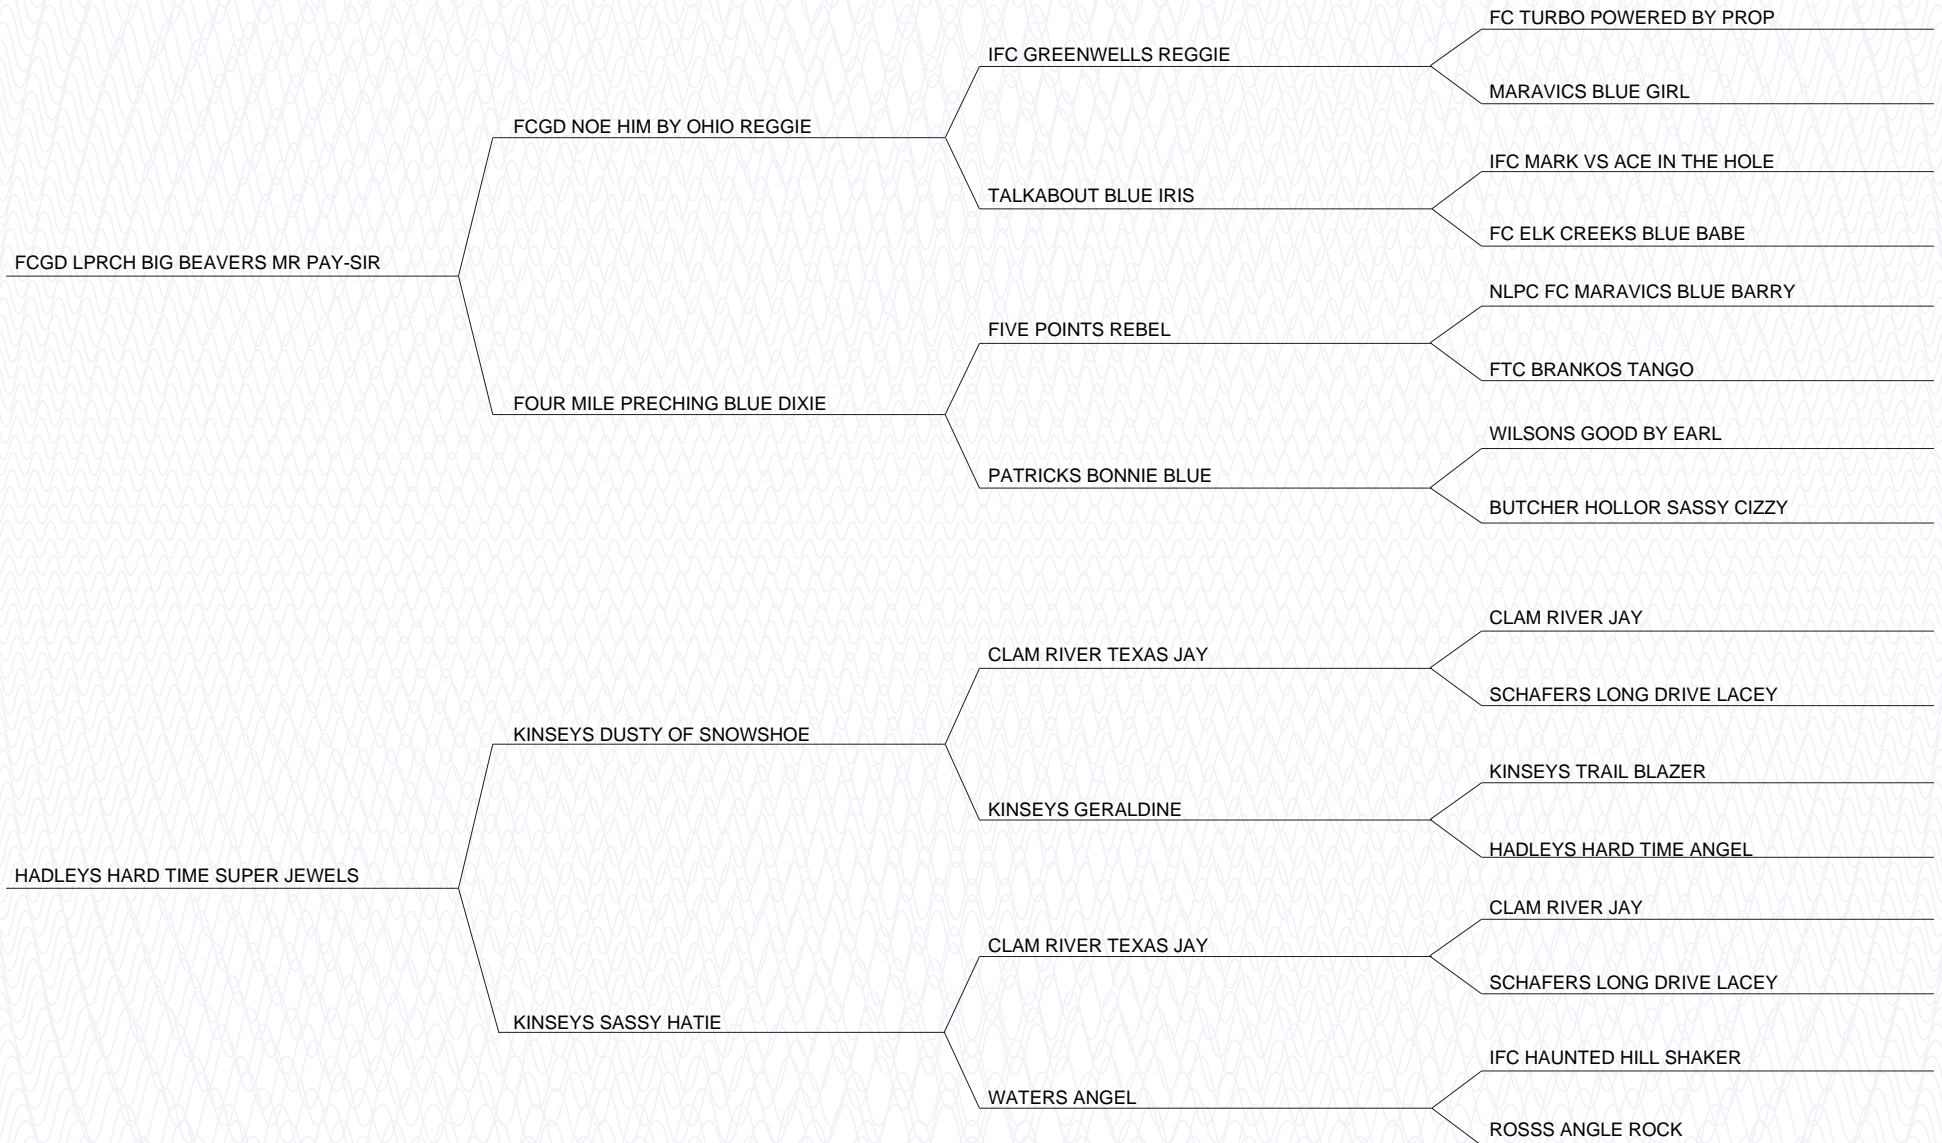 FC TURBO POWERED BY PROP
IFC GREENWELLS REGGIE
MARAVICS BLUE GIRL
FCGD NOE HIM BY OHIO REGGIE
IFC MARK VS ACE IN THE HOLE
TALKABOUT BLUE IRIS
FC ELK CREEKS BLUE BABE
FCGD LPRCH BIG BEAVERS MR PAY-SIR
NLPC FC MARAVICS BLUE BARRY
FIVE POINTS REBEL
FTC BRANKOS TANGO
FOUR MILE PRECHING BLUE DIXIE
WILSONS GOOD BY EARL
PATRICKS BONNIE BLUE
BUTCHER HOLLOR SASSY CIZZY
CLAM RIVER JAY
CLAM RIVER TEXAS JAY
SCHAFERS LONG DRIVE LACEY
KINSEYS DUSTY OF SNOWSHOE
KINSEYS TRAIL BLAZER
KINSEYS GERALDINE
HADLEYS HARD TIME ANGEL
HADLEYS HARD TIME SUPER JEWELS
CLAM RIVER JAY
CLAM RIVER TEXAS JAY
SCHAFERS LONG DRIVE LACEY
KINSEYS SASSY HATIE
IFC HAUNTED HILL SHAKER
WATERS ANGEL
ROSSS ANGLE ROCK